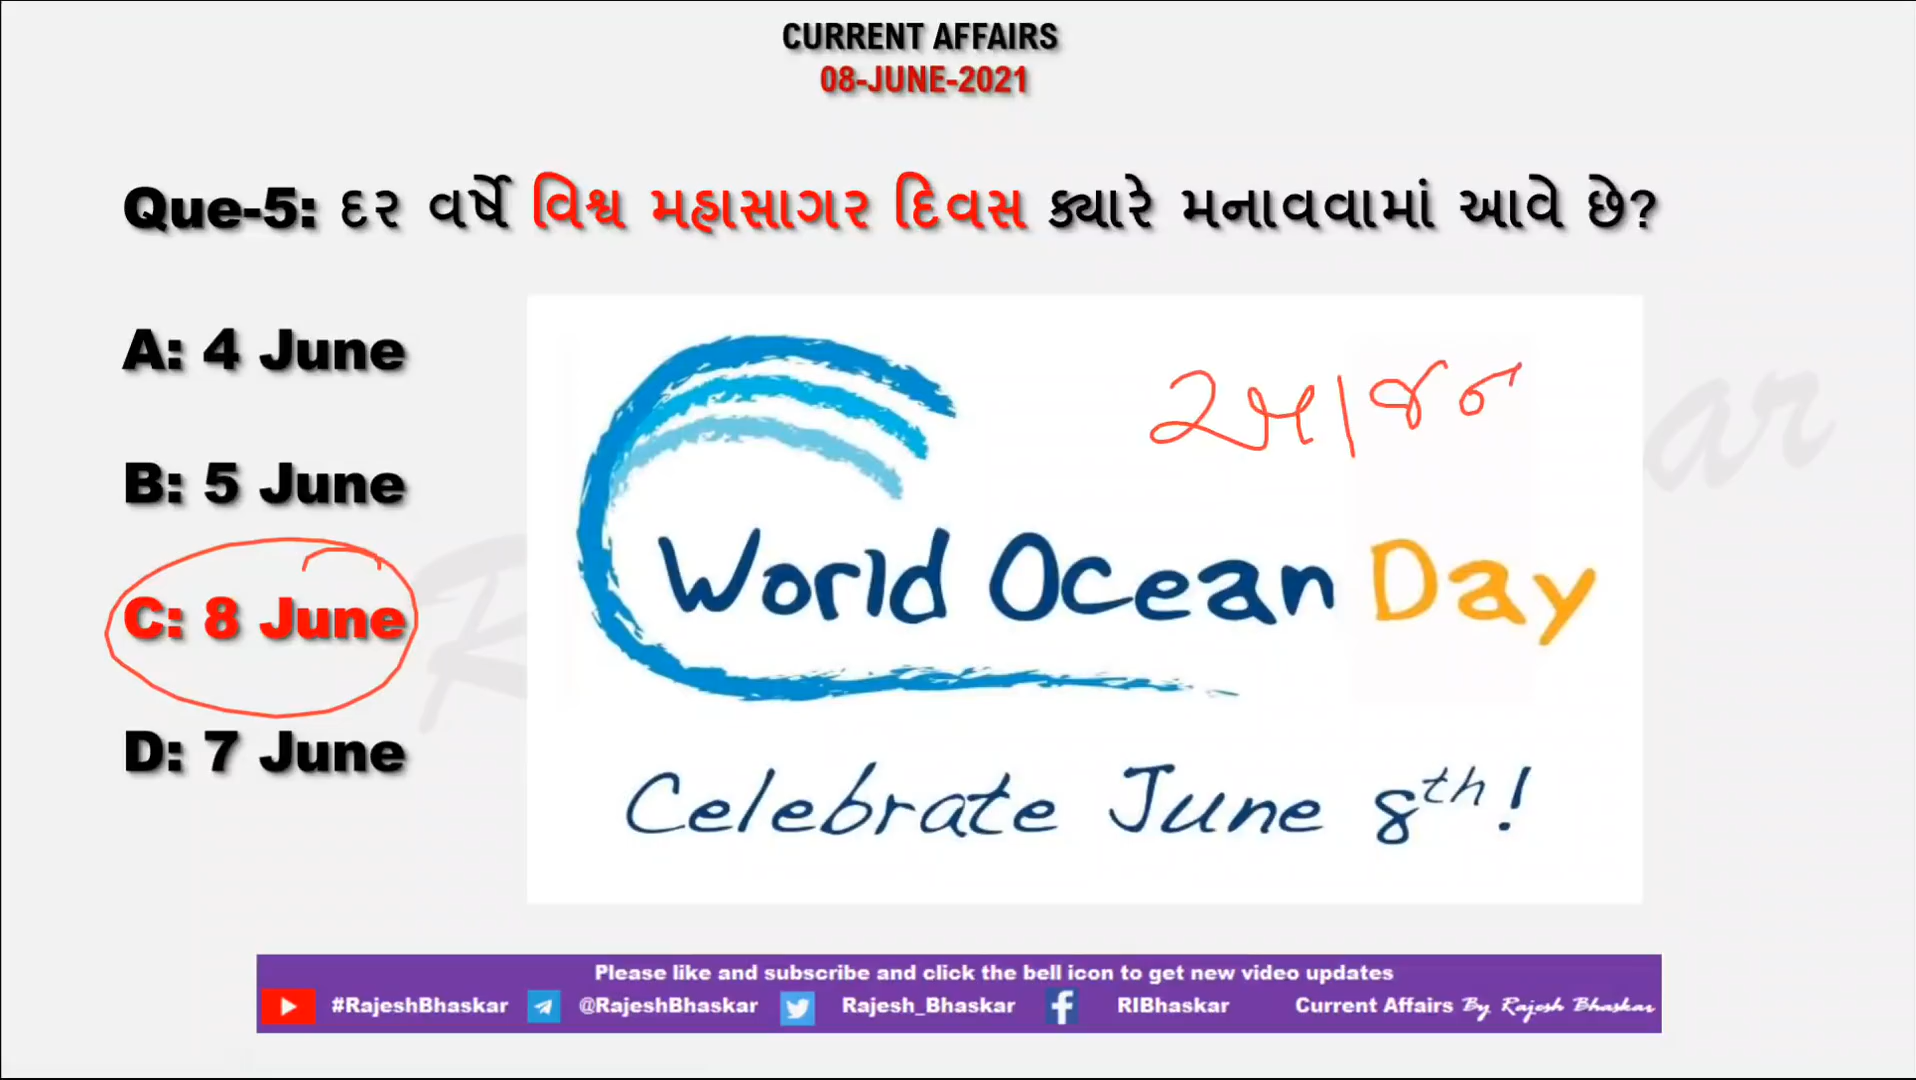 CURRENT AFFAIRS
08-JUNE-2021
Que-5: દર વર્ષે વિશ્વ મહાસાગર દિવસ ક્યારે મનાવવામાં આવે છે?
A: 4 June
B: 5 June
C: 8 June
D: 7 June
World Ocean Day
Celebrate June 8th!
Please like and subscribe and click the bell icon to get new video updates
#RajeshBhaskar @RajeshBhaskar Rajesh_Bhaskar RIBhaskar Current Affairs By Rajesh Bhaskar